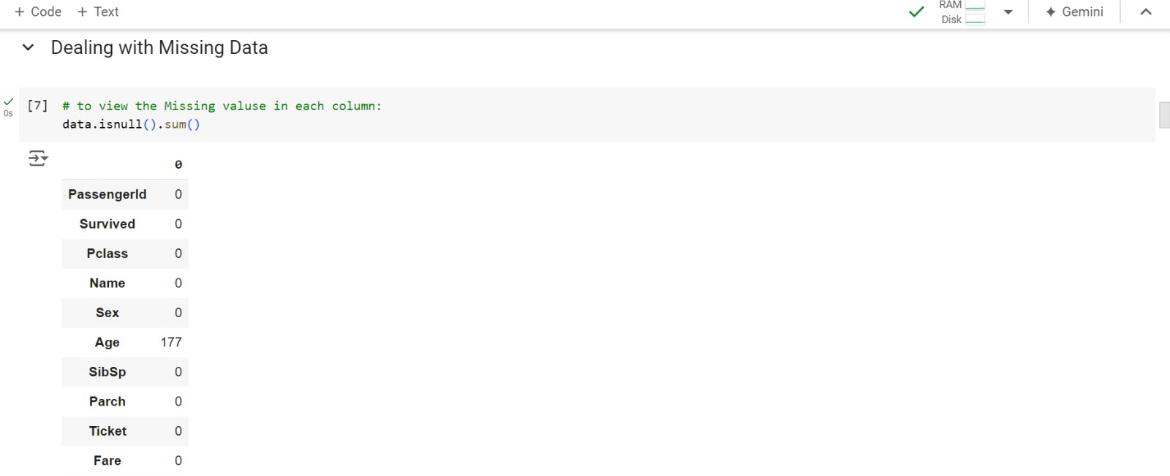 + Code + Text
RAM
Disk
Gemini
Dealing with Missing Data
0s
[7] # to view the Missing valuse in each column:
data.isnull().sum()
0
PassengerId 0
Survived 0
Pclass 0
Name 0
Sex 0
Age 177
SibSp 0
Parch 0
Ticket 0
Fare 0